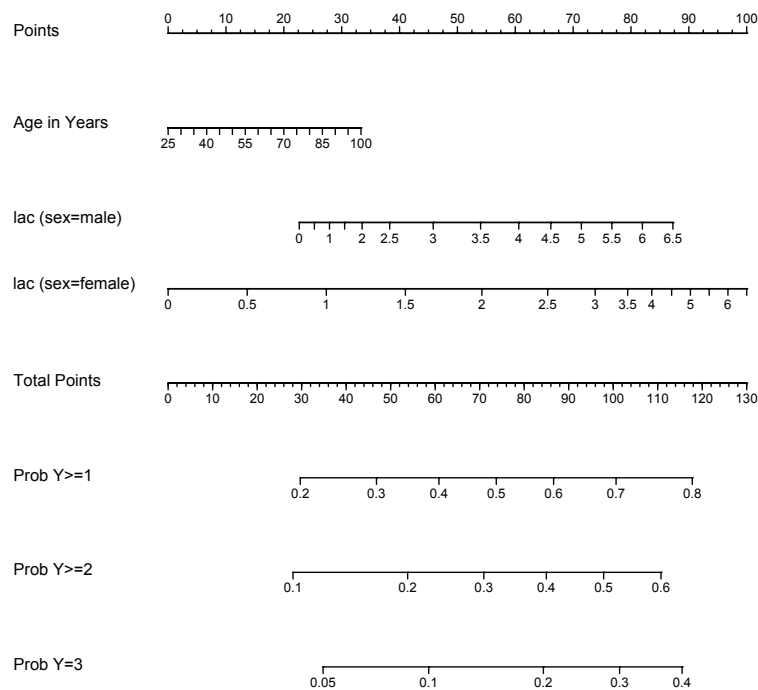 Points
0 10 20 30 40 50 60 70 80 90 100
Age in Years
25 40 55 70 85 100
lac (sex=male)
0 1 2 2.5 3 3.5 4 4.5 5 5.5 6 6.5
lac (sex=female)
0 0.5 1 1.5 2 2.5 3 3.5 4 5 6
Total Points
0 10 20 30 40 50 60 70 80 90 100 110 120 130
Prob Y>=1
0.2 0.3 0.4 0.5 0.6 0.7 0.8
Prob Y>=2
0.1 0.2 0.3 0.4 0.5 0.6
Prob Y=3
0.05 0.1 0.2 0.3 0.4